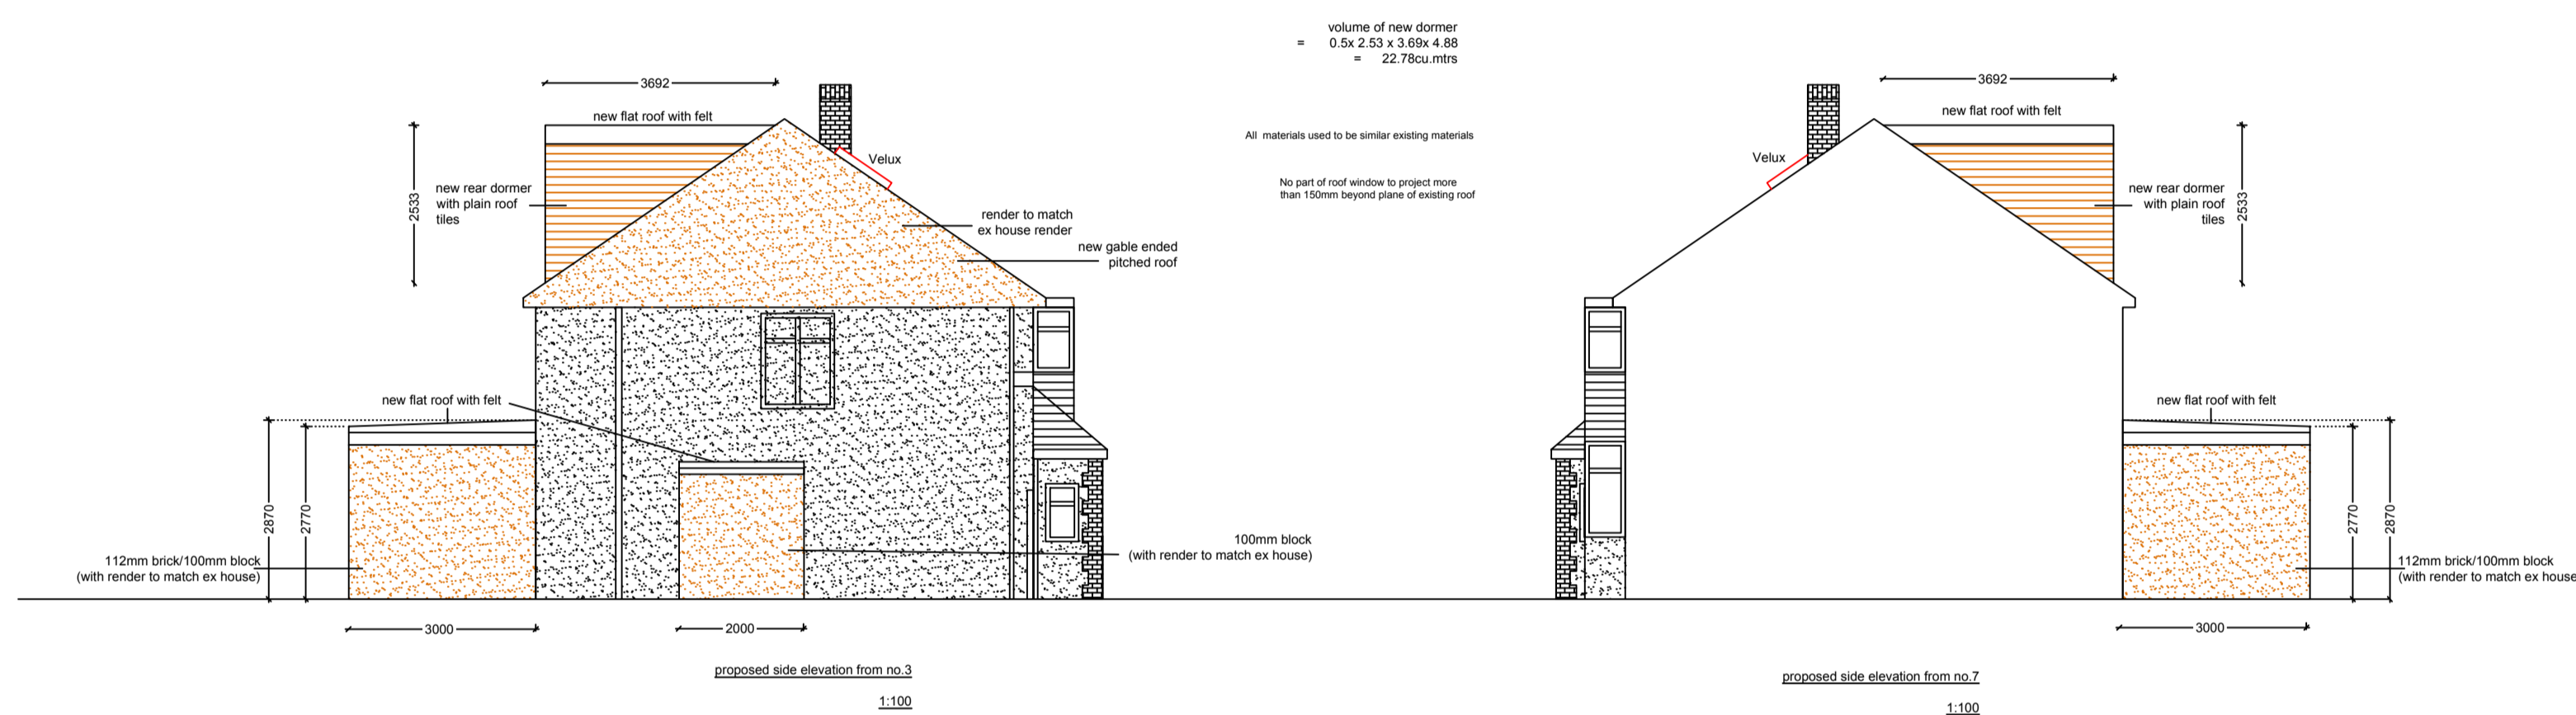 volume of new dormer
= 0.5x 2.53 x 3.69x 4.88
= 22.78cu.mtrs
All materials used to be similar existing materials
No part of roof window to project more
than 150mm beyond plane of existing roof
3692
new flat roof with felt
Velux
2533
new rear dormer
with plain roof
tiles
render to match
ex house render
new gable ended
pitched roof
new flat roof with felt
2870
2770
112mm brick/100mm block
(with render to match ex house)
100mm block
(with render to match ex house)
3000
2000
proposed side elevation from no.3
1:100
3692
new flat roof with felt
Velux
new rear dormer
with plain roof
tiles
2533
new flat roof with felt
2770
2870
112mm brick/100mm block
(with render to match ex house
3000
proposed side elevation from no.7
1:100